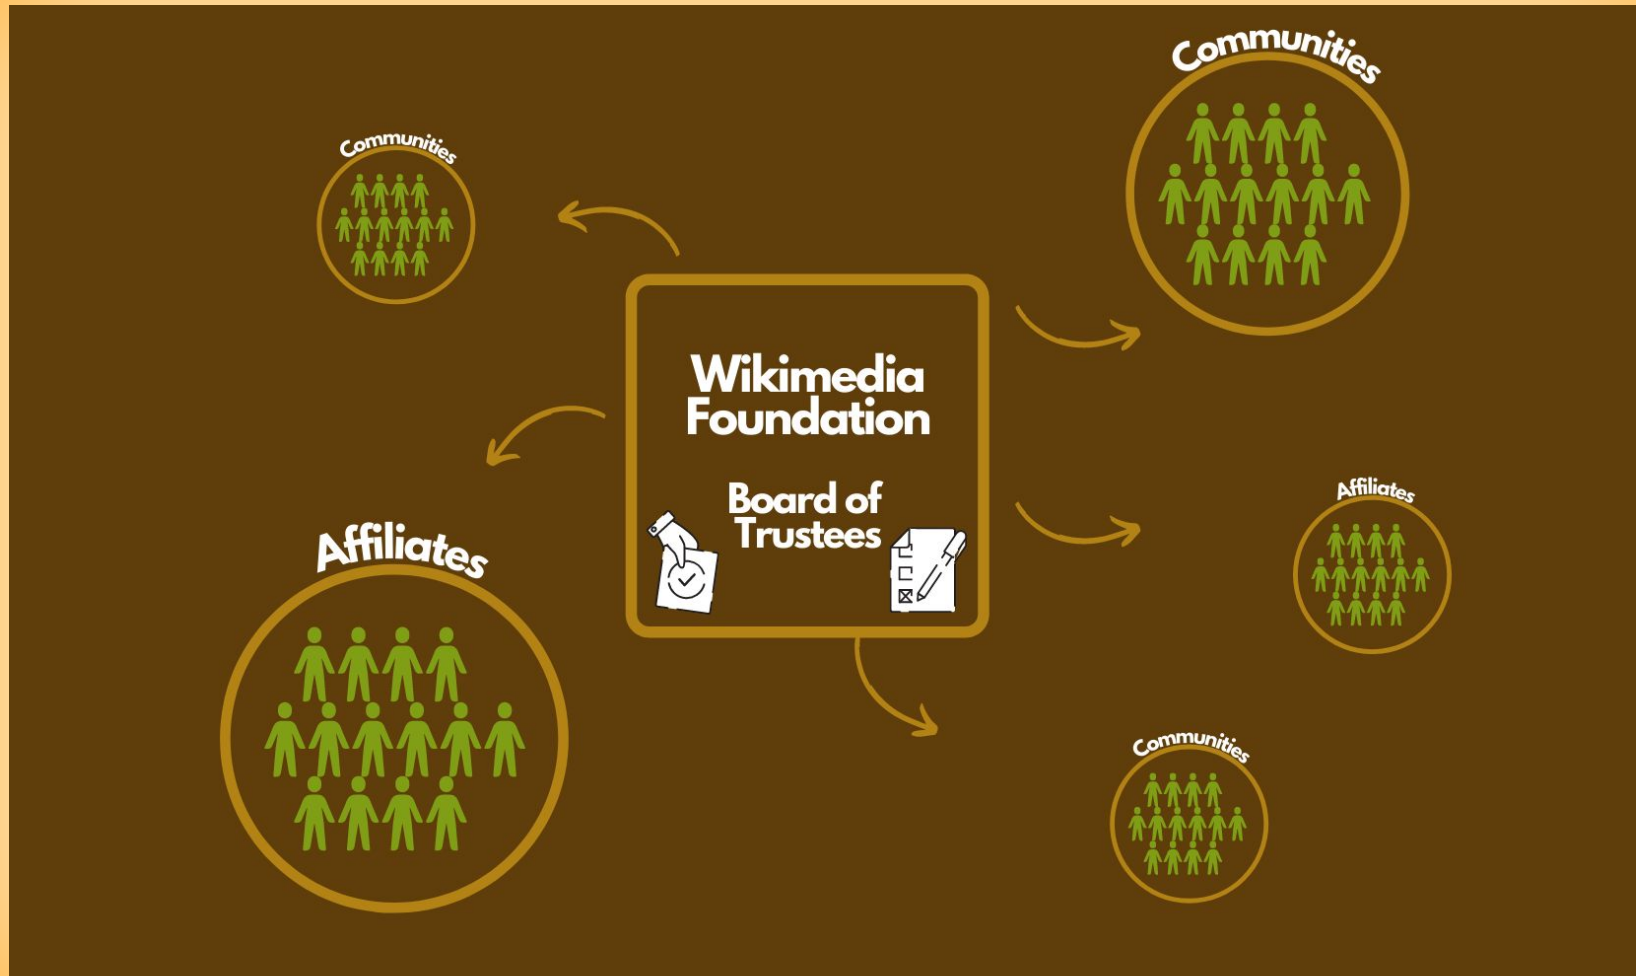 Communities
Communities
Wikimedia
Foundation
Board of
Trustees
Affiliates
Affiliates
Communities